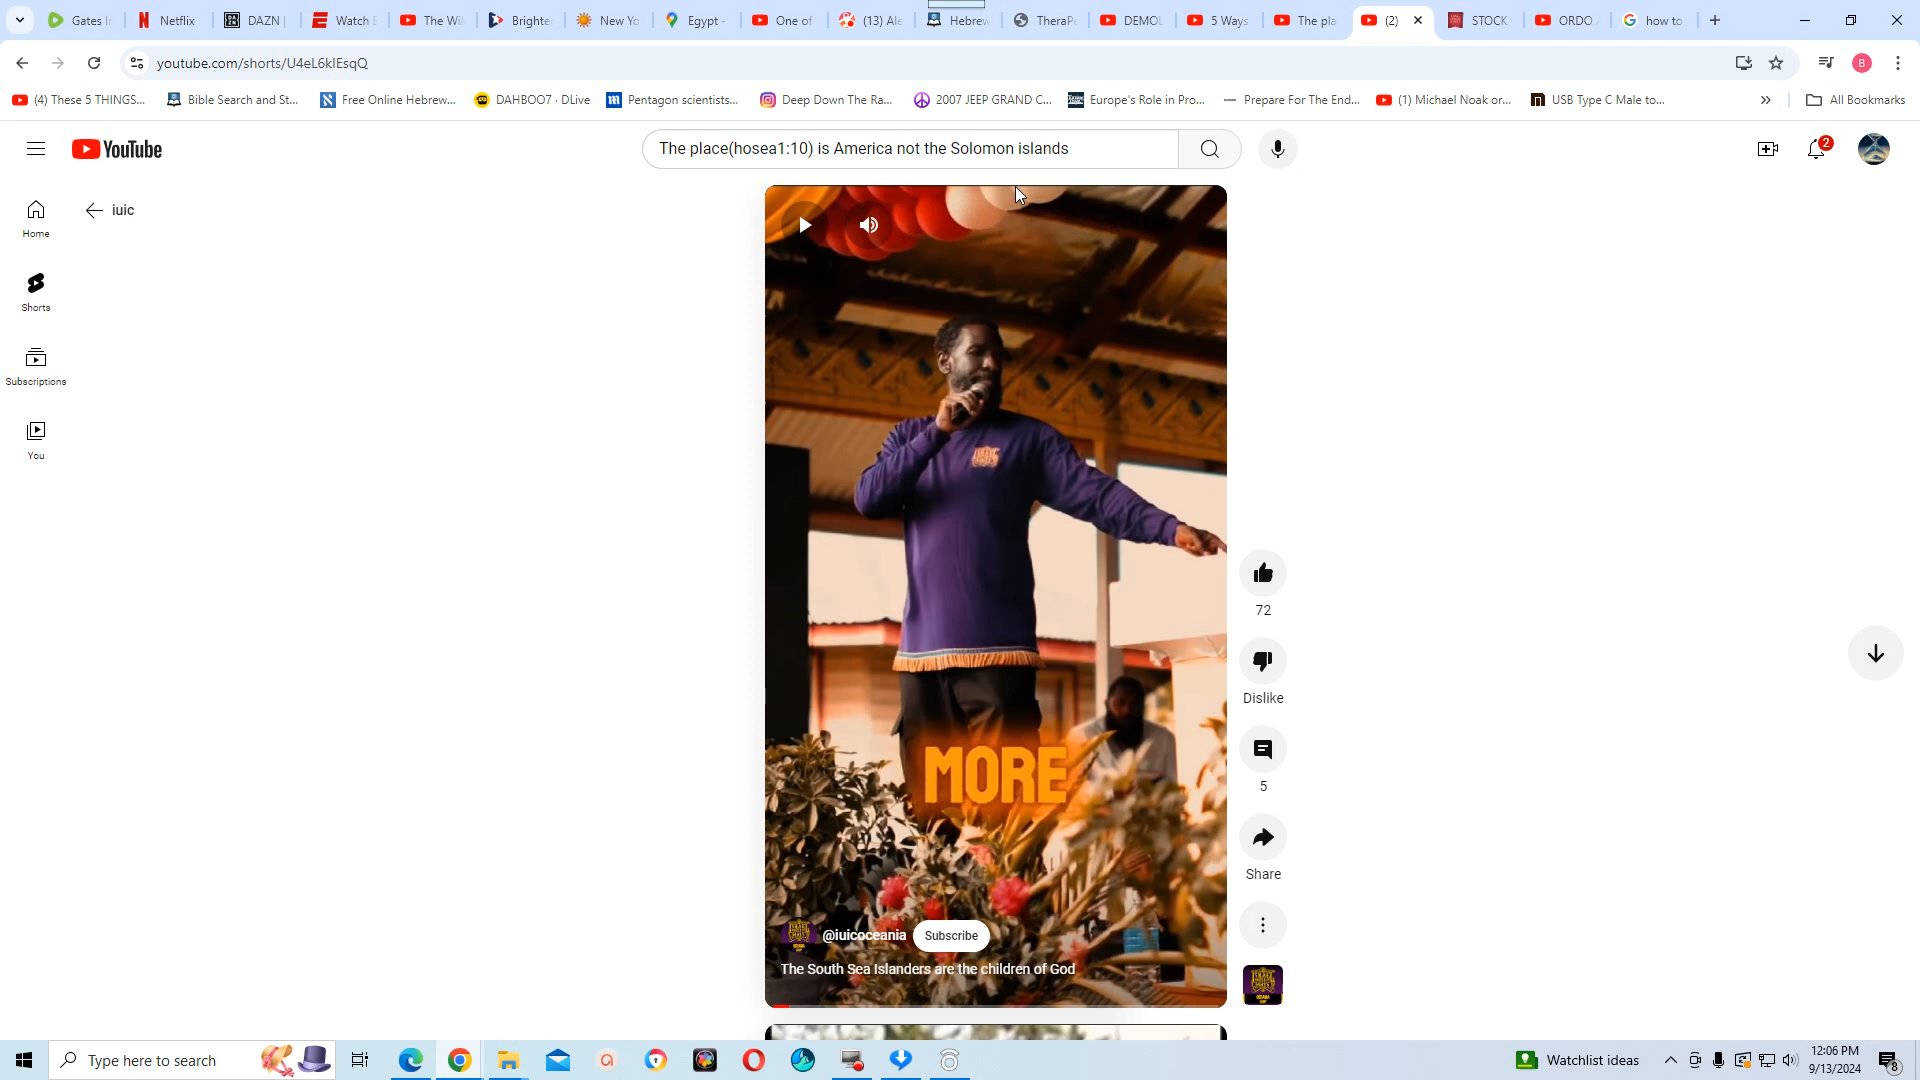 Gates In
Netflix
DAZN |
Watch E
The Wil
Brighte
New Yo
Egypt -
One of
(13) Ale
Hebrew
TheraPe
DEMOL
5 Ways
The pla
(2)
STOCK
ORDO
how to
youtube.com/shorts/U4eL6kIEsqQ
B
(4) These 5 THINGS...
Bible Search and St...
Free Online Hebrew...
DAHBOO7 · DLive
Pentagon scientists...
Deep Down The Ra...
2007 JEEP GRAND C...
Europe's Role in Pro...
Prepare For The End...
(1) Michael Noak or...
USB Type C Male to...
All Bookmarks
YouTube
The place(hosea1:10) is America not the Solomon islands
2
Home
iuic
Shorts
Subscriptions
You
MORE
72
Dislike
5
Share
@iuicoceania
Subscribe
The South Sea Islanders are the children of God
Type here to search
Watchlist ideas
12:06 PM
9/13/2024
8